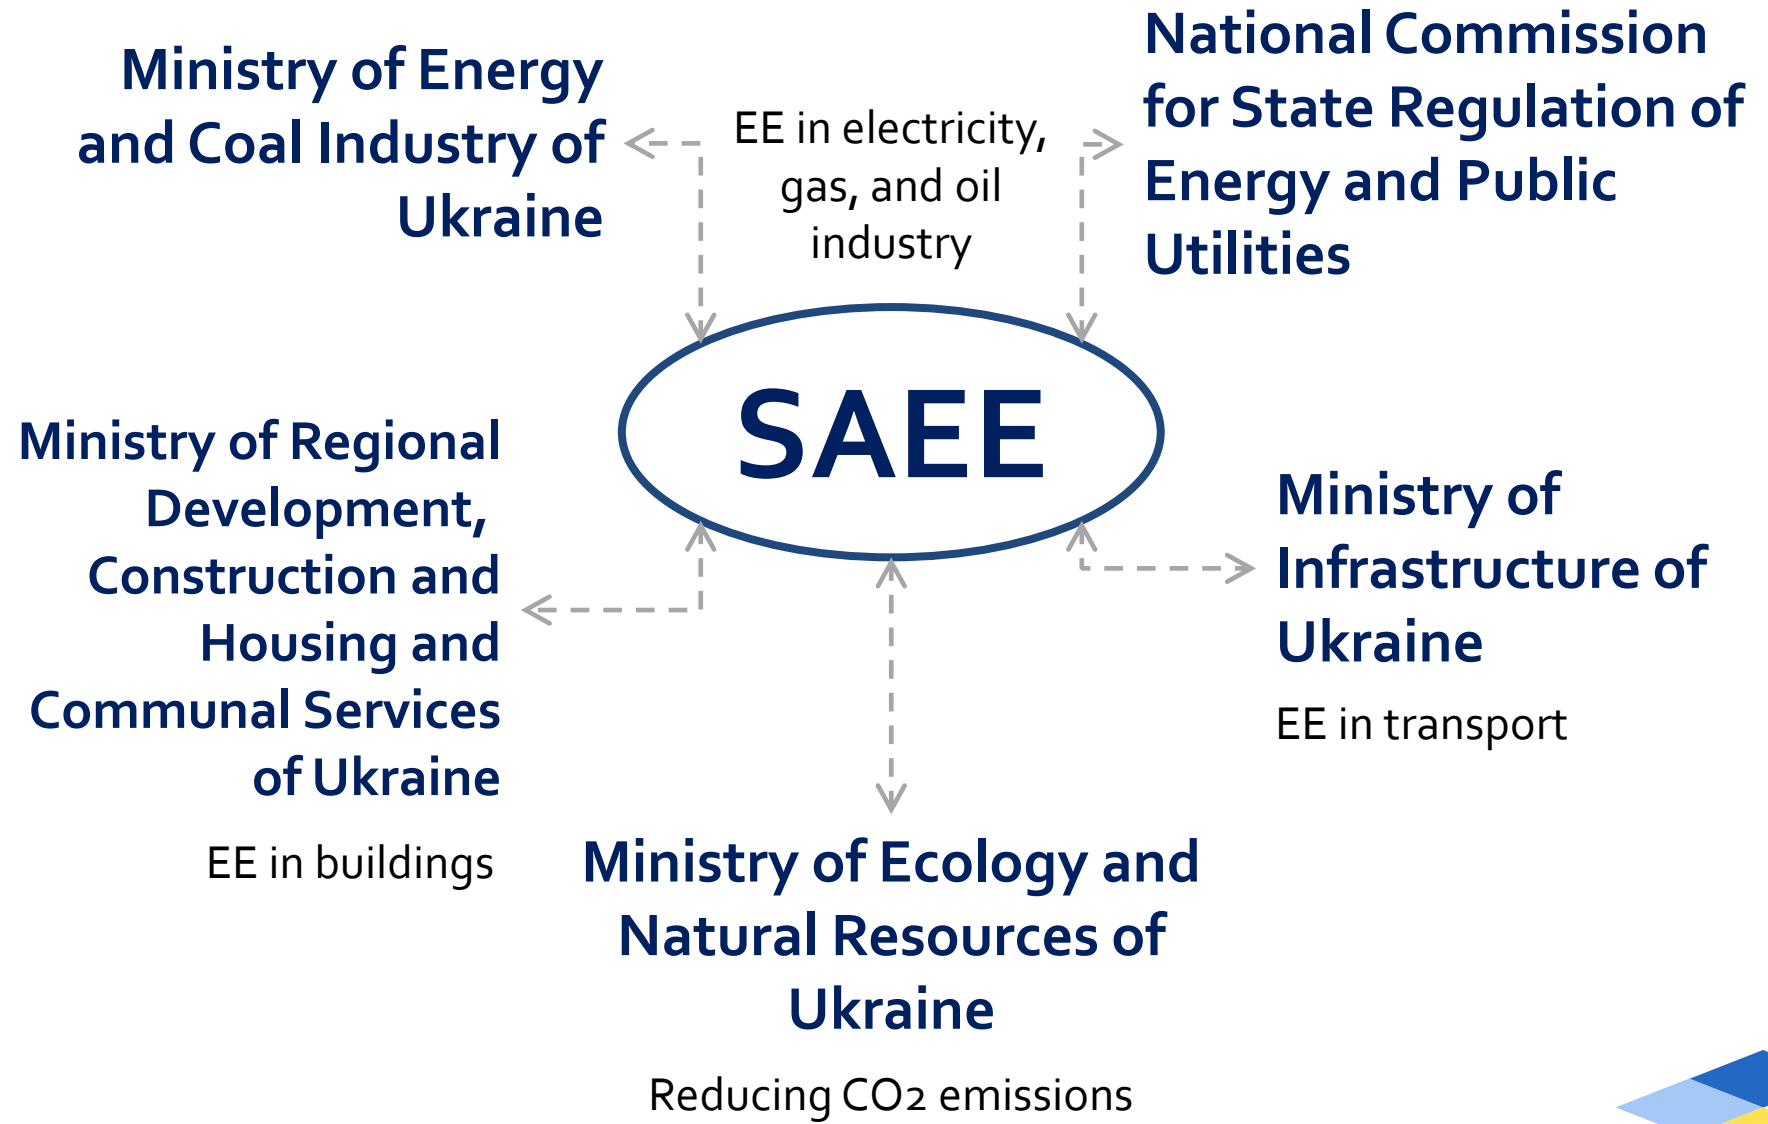 Ministry of Energy
and Coal Industry of
Ukraine
EE in electricity,
gas, and oil
industry
National Commission
for State Regulation of
Energy and Public
Utilities
SAEE
Ministry of Regional
Development,
Construction and
Housing and
Communal Services
of Ukraine
EE in buildings
Ministry of
Infrastructure of
Ukraine
EE in transport
Ministry of Ecology and
Natural Resources of
Ukraine
Reducing CO2 emissions